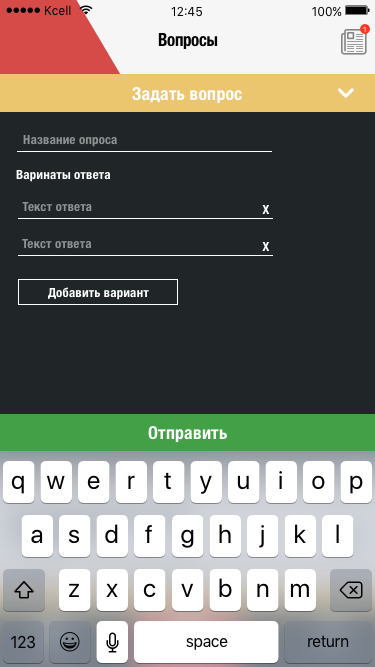 Kcell 12:45 100%
Вопросы
1
Задать вопрос
Название опроса
Варинаты ответа
Текст ответа x
Текст ответа x
Добавить вариант
Отправить
q w e r t y u i o p
a s d f g h j k l
z x c v b n m
123 space return